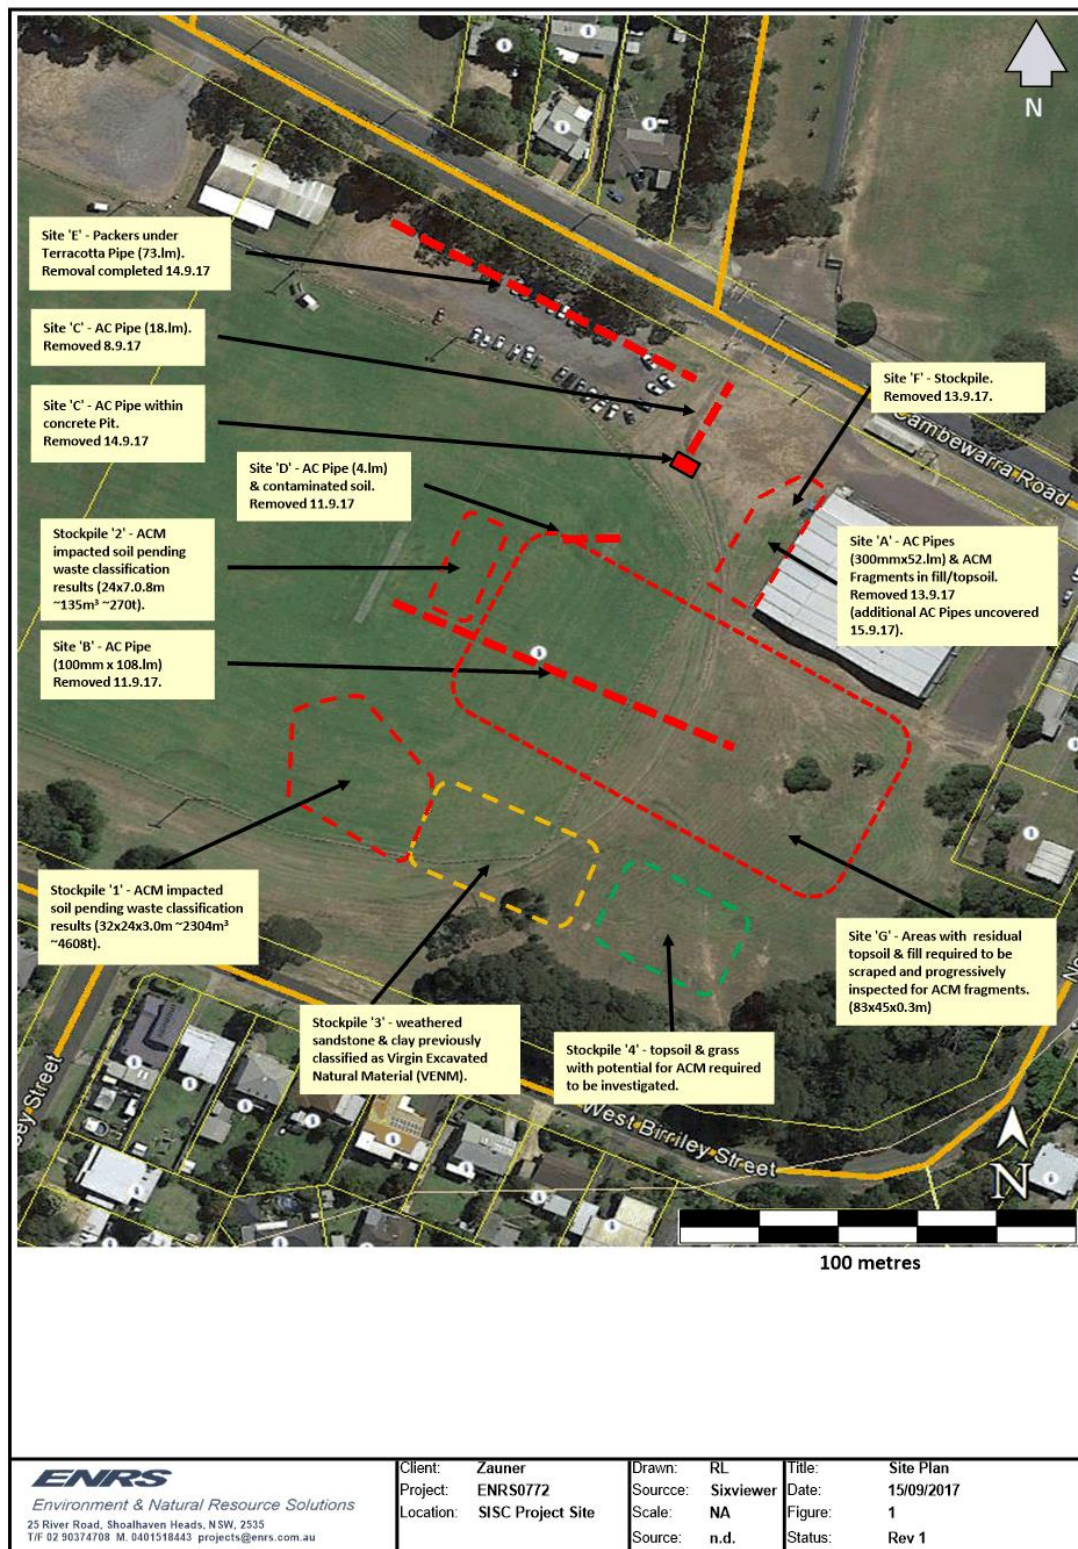 N
Site 'E' - Packers under
Terracotta Pipe (73.lm).
Removal completed 14.9.17
Site 'C' - AC Pipe (18.lm).
Removed 8.9.17
Site 'F' - Stockpile.
Removed 13.9.17.
Site 'C' - AC Pipe within
concrete Pit.
Removed 14.9.17
Cambewarra Road
Site 'D' - AC Pipe (4.lm)
& contaminated soil.
Removed 11.9.17
Stockpile '2' - ACM
impacted soil pending
waste classification
results (24x7.0.8m
~135m³ ~270t).
Site 'A' - AC Pipes
(300mmx52.lm) & ACM
Fragments in fill/topsoil.
Removed 13.9.17
(additional AC Pipes uncovered
15.9.17).
Site 'B' - AC Pipe
(100mm x 108.lm)
Removed 11.9.17.
Stockpile '1' - ACM impacted
soil pending waste classification
results (32x24x3.0m ~2304m³
~4608t).
Site 'G' - Areas with residual
topsoil & fill required to be
scraped and progressively
inspected for ACM fragments.
(83x45x0.3m)
Stockpile '3' - weathered
sandstone & clay previously
classified as Virgin Excavated
Natural Material (VENM).
Stockpile '4' - topsoil & grass
with potential for ACM required
to be investigated.
Street
West Birriley Street
N
100 metres
ENRS
Environment & Natural Resource Solutions
25 River Road, Shoalhaven Heads, NSW, 2535
T/F 02 90374708 M. 0401518443 projects@enrs.com.au
Client: Zauner
Project: ENRS0772
Location: SISC Project Site
Drawn: RL
Sourcce: Sixviewer
Scale: NA
Source: n.d.
Title: Site Plan
Date: 15/09/2017
Figure: 1
Status: Rev 1